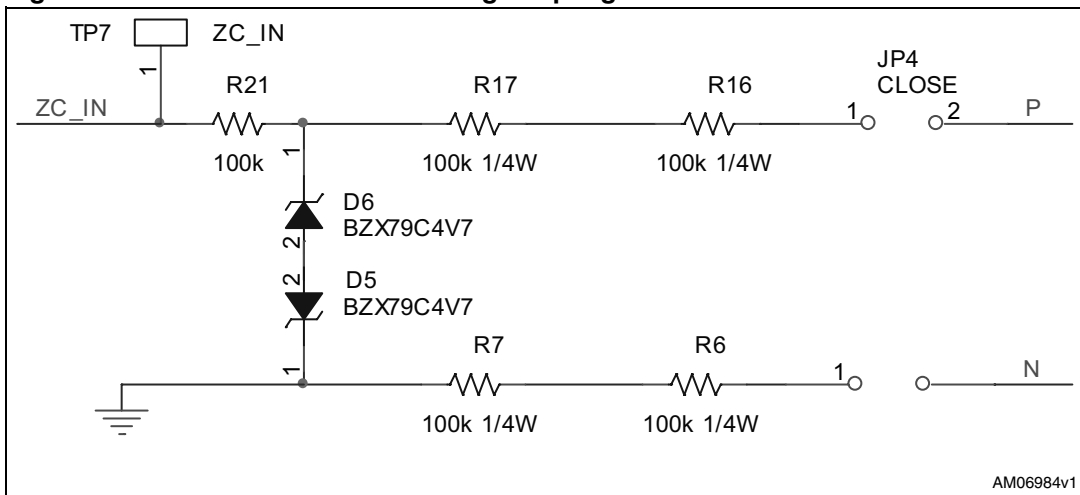 TP7 ZC_IN
1
JP4
CLOSE
R21 R17 R16
ZC_IN 1 2 P
100k 100k 1/4W 100k 1/4W
1
D6
BZX79C4V7
2
2
D5
BZX79C4V7
1
R7 R6
1 N
100k 1/4W 100k 1/4W
AM06984v1